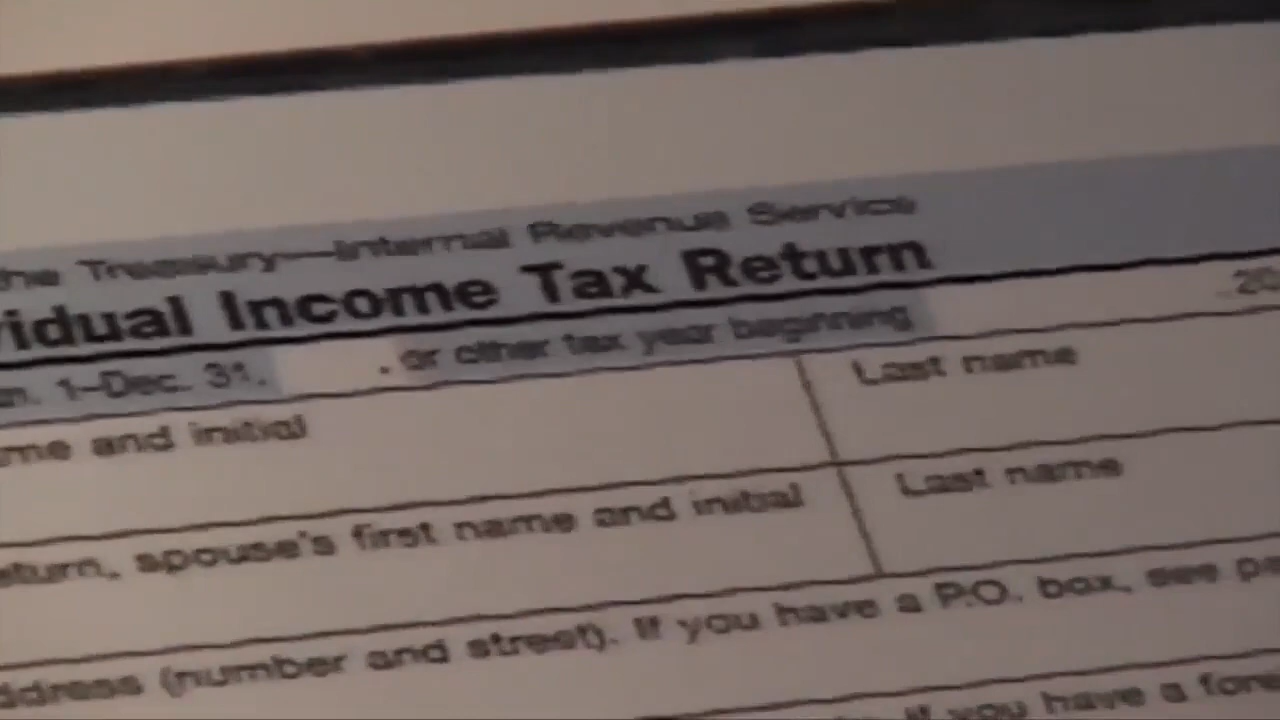 the Treasury—Internal Revenue Service
vidual Income Tax Return
n. 1–Dec. 31, , or other tax year beginning , 20
me and initial Last name
eturn, spouse's first name and initial Last name
ddress (number and street). If you have a P.O. box, see pa
if you have a fore